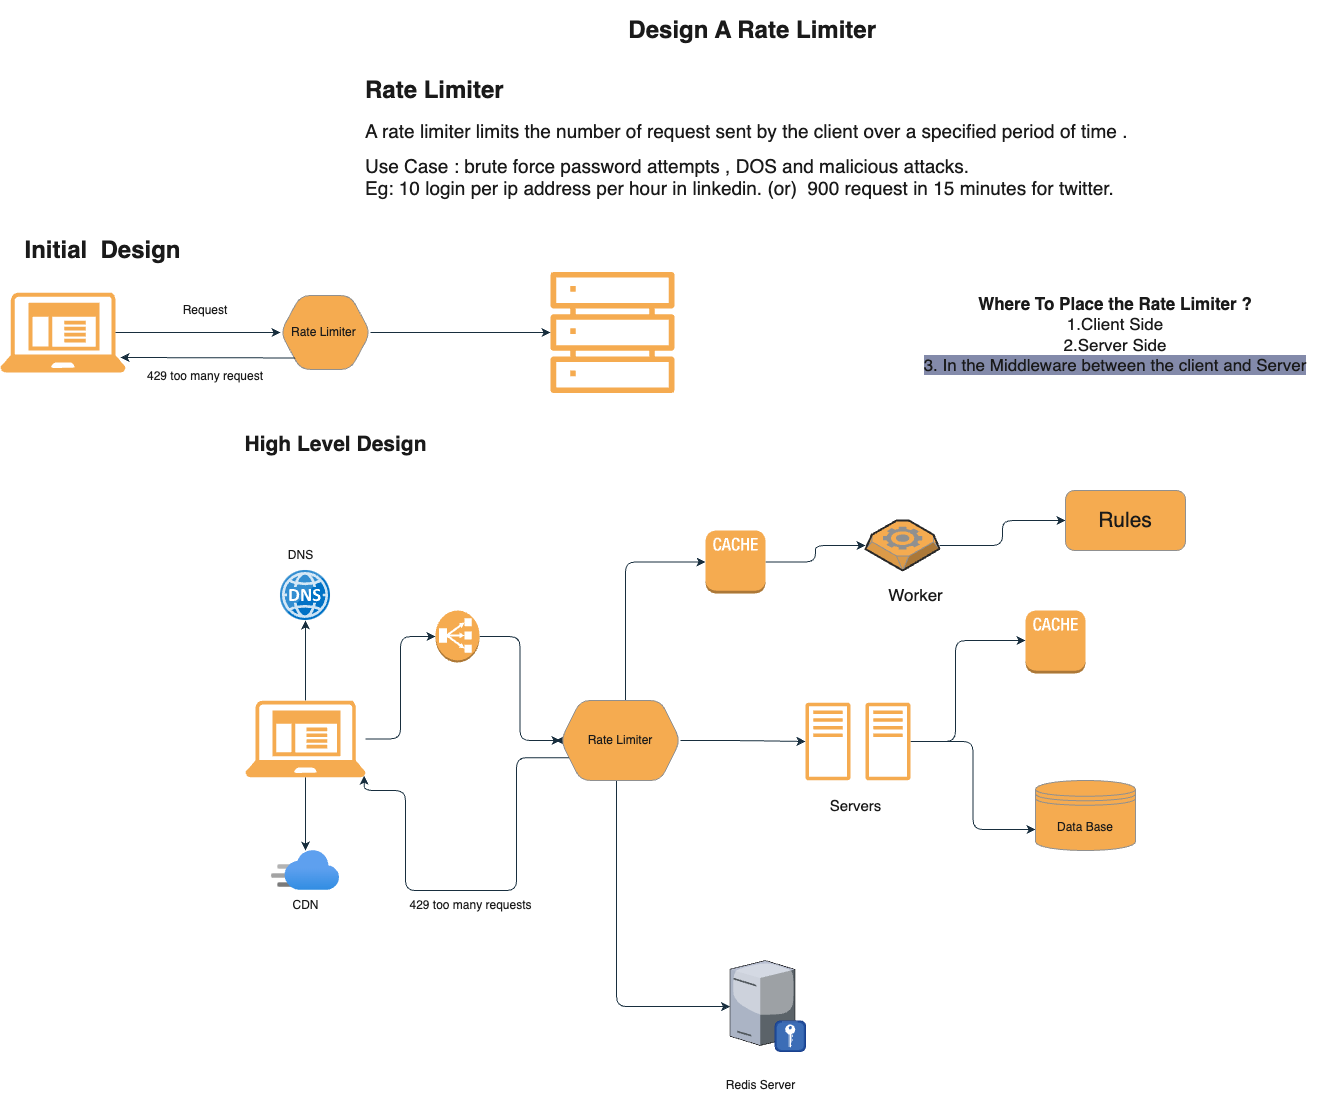 Design A Rate Limiter
Rate Limiter
A rate limiter limits the number of request sent by the client over a specified period of time .
Use Case : brute force password attempts , DOS and malicious attacks.
Eg: 10 login per ip address per hour in linkedin. (or)  900 request in 15 minutes for twitter.
Initial  Design
Request
Rate Limiter
429 too many request
Where To Place the Rate Limiter ?
1.Client Side
2.Server Side
3. In the Middleware between the client and Server
High Level Design
Rules
CACHE
Worker
DNS
DNS
CACHE
Rate Limiter
Servers
Data Base
CDN
429 too many requests
Redis Server